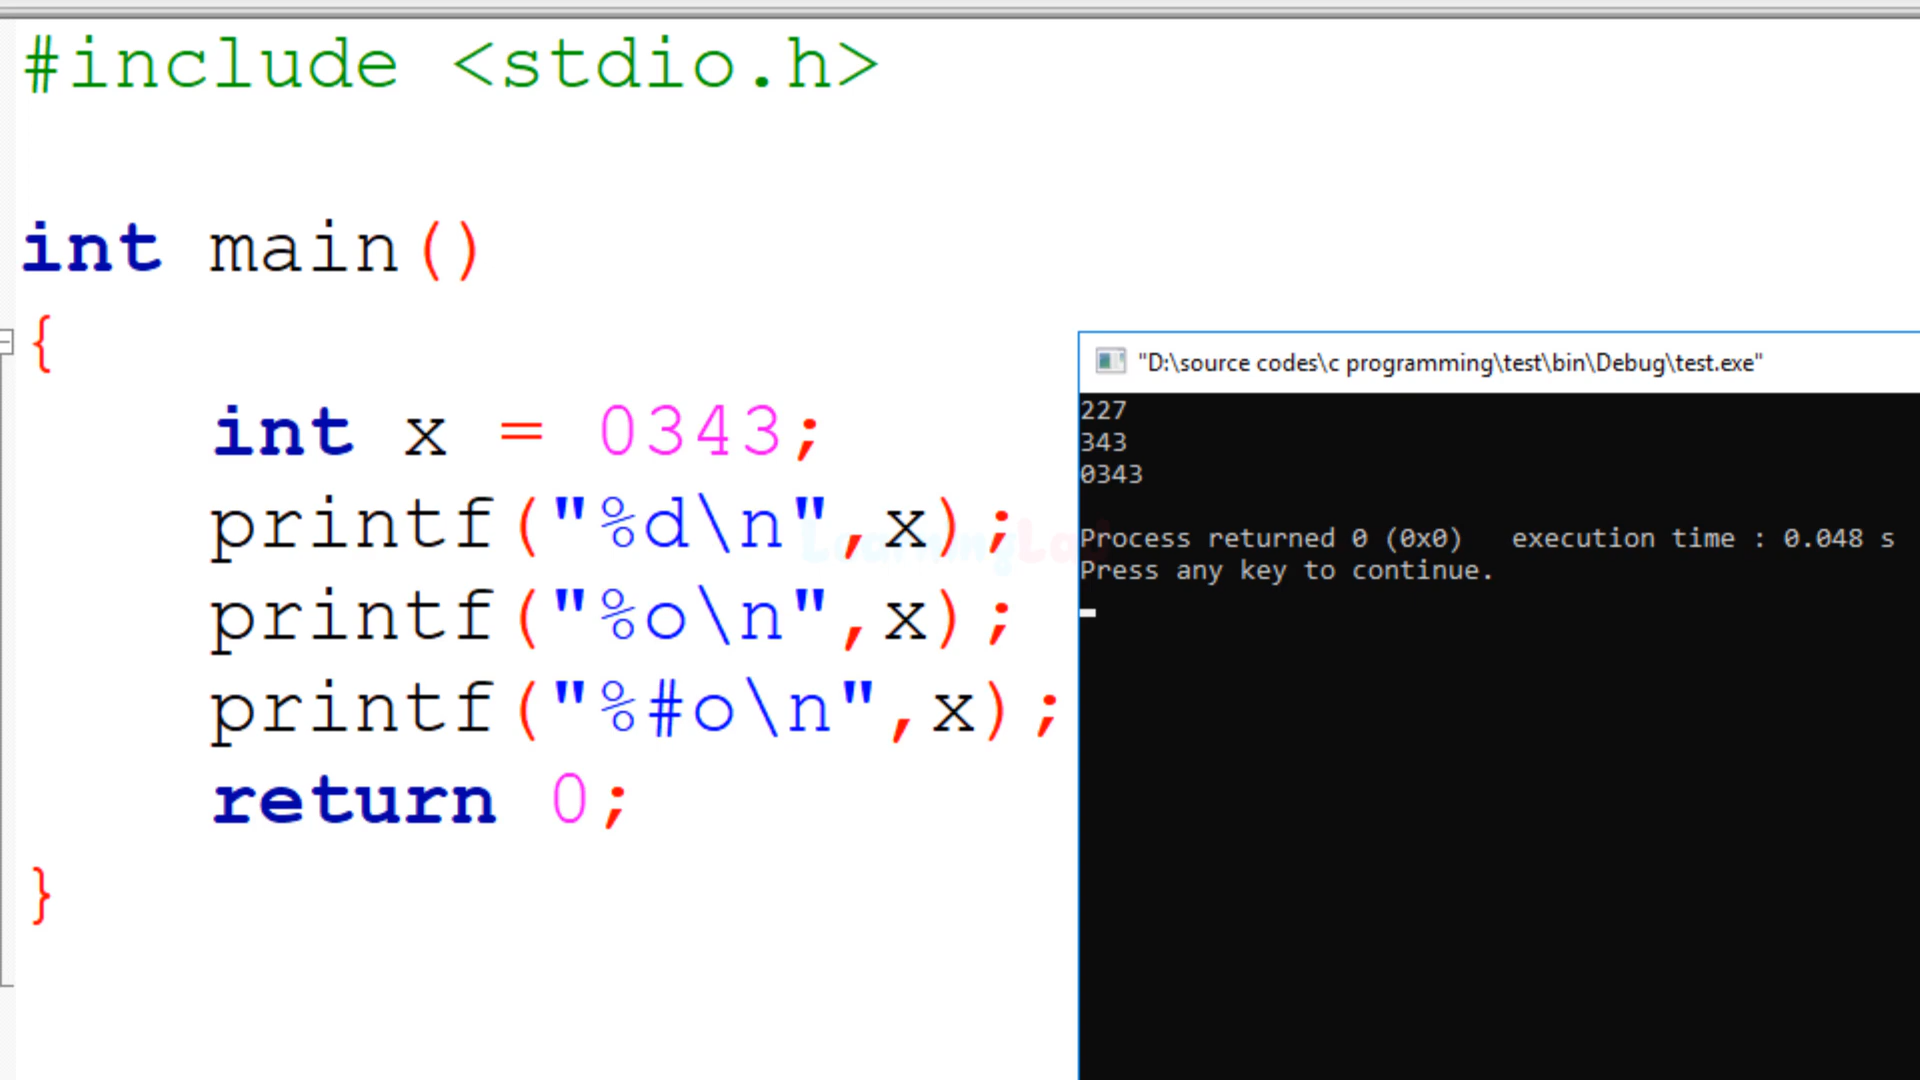 #include <stdio.h>
int main()
{
int x = 0343;
printf("%d\n",x);
printf("%o\n",x);
printf("%#o\n",x);
return 0;
}
"D:\source codes\c programming\test\bin\Debug\test.exe"
227
343
0343
Process returned 0 (0x0)   execution time : 0.048 s
Press any key to continue.